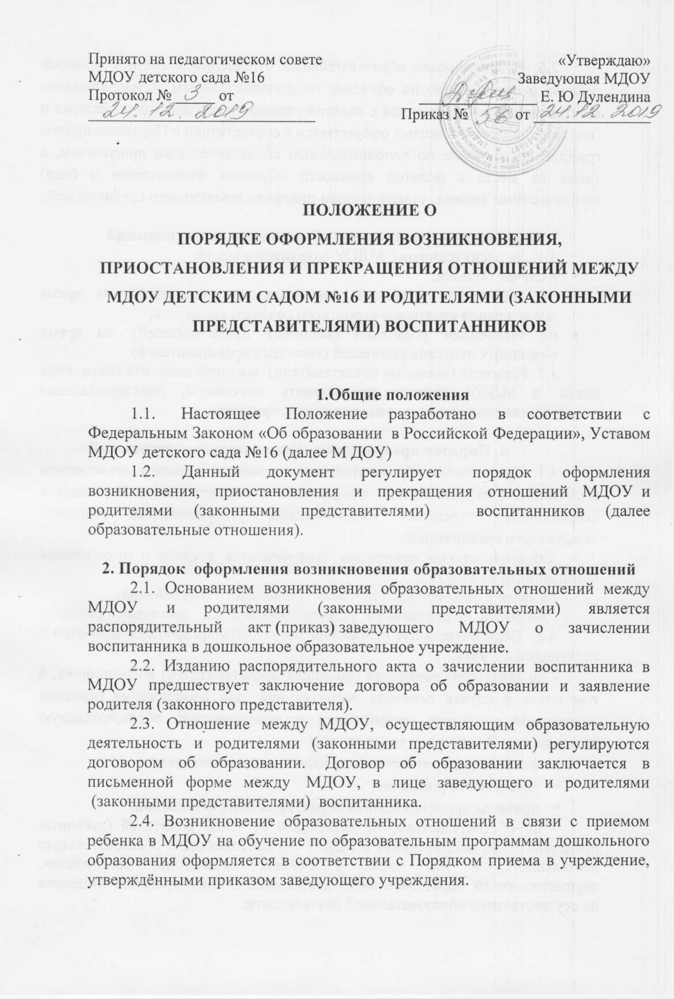 Принято на педагогическом совете
МДОУ детского сада №16
Протокол № 3 от
24.12.2019
«Утверждаю»
Заведующая МДОУ
Е. Ю Дулендина
Приказ № 56 от 24.12 2019
ПОЛОЖЕНИЕ О
ПОРЯДКЕ ОФОРМЛЕНИЯ ВОЗНИКНОВЕНИЯ,
ПРИОСТАНОВЛЕНИЯ И ПРЕКРАЩЕНИЯ ОТНОШЕНИЙ МЕЖДУ
МДОУ ДЕТСКИМ САДОМ №16 И РОДИТЕЛЯМИ (ЗАКОННЫМИ
ПРЕДСТАВИТЕЛЯМИ) ВОСПИТАННИКОВ
1.Общие положения
1.1. Настоящее Положение разработано в соответствии с
Федеральным Законом «Об образовании в Российской Федерации», Уставом
МДОУ детского сада №16 (далее М ДОУ)
1.2. Данный документ регулирует порядок оформления
возникновения, приостановления и прекращения отношений МДОУ и
родителями (законными представителями) воспитанников (далее
образовательные отношения).
2. Порядок оформления возникновения образовательных отношений
2.1. Основанием возникновения образовательных отношений между
МДОУ и родителями (законными представителями) является
распорядительный акт (приказ) заведующего МДОУ о зачислении
воспитанника в дошкольное образовательное учреждение.
2.2. Изданию распорядительного акта о зачислении воспитанника в
МДОУ предшествует заключение договора об образовании и заявление
родителя (законного представителя).
2.3. Отношение между МДОУ, осуществляющим образовательную
деятельность и родителями (законными представителями) регулируются
договором об образовании. Договор об образовании заключается в
письменной форме между МДОУ, в лице заведующего и родителями
(законными представителями) воспитанника.
2.4. Возникновение образовательных отношений в связи с приемом
ребенка в МДОУ на обучение по образовательным программам дошкольного
образования оформляется в соответствии с Порядком приема в учреждение,
утверждёнными приказом заведующего учреждения.